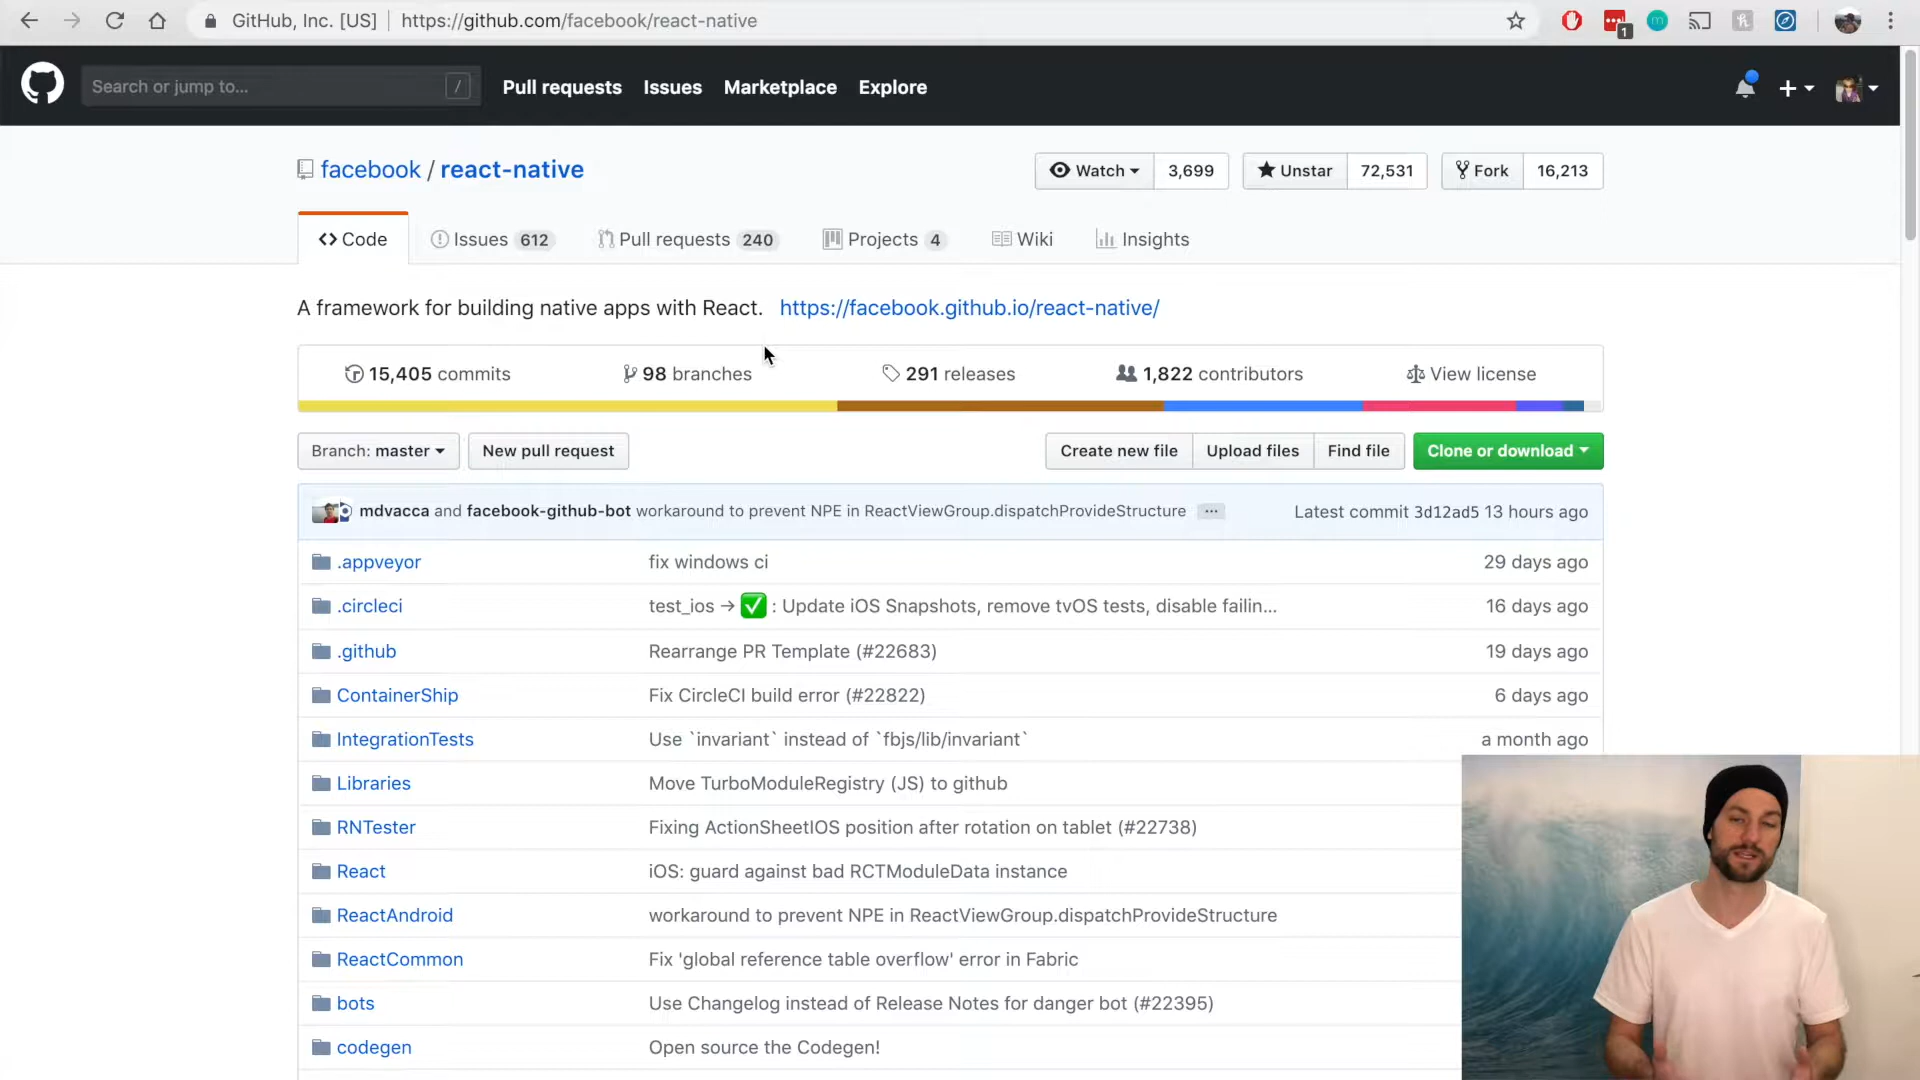 GitHub, Inc. [US] https://github.com/facebook/react-native
1
Search or jump to... / Pull requests Issues Marketplace Explore
facebook / react-native Watch 3,699 Unstar 72,531 Fork 16,213
Code Issues 612 Pull requests 240 Projects 4 Wiki Insights
A framework for building native apps with React. https://facebook.github.io/react-native/
15,405 commits 98 branches 291 releases 1,822 contributors View license
Branch: master New pull request Create new file Upload files Find file Clone or download
mdvacca and facebook-github-bot workaround to prevent NPE in ReactViewGroup.dispatchProvideStructure ... Latest commit 3d12ad5 13 hours ago
.appveyor fix windows ci 29 days ago
.circleci test_ios → ✅ : Update iOS Snapshots, remove tvOS tests, disable failin... 16 days ago
.github Rearrange PR Template (#22683) 19 days ago
ContainerShip Fix CircleCI build error (#22822) 6 days ago
IntegrationTests Use `invariant` instead of `fbjs/lib/invariant` a month ago
Libraries Move TurboModuleRegistry (JS) to github
RNTester Fixing ActionSheetIOS position after rotation on tablet (#22738)
React iOS: guard against bad RCTModuleData instance
ReactAndroid workaround to prevent NPE in ReactViewGroup.dispatchProvideStructure
ReactCommon Fix 'global reference table overflow' error in Fabric
bots Use Changelog instead of Release Notes for danger bot (#22395)
codegen Open source the Codegen!